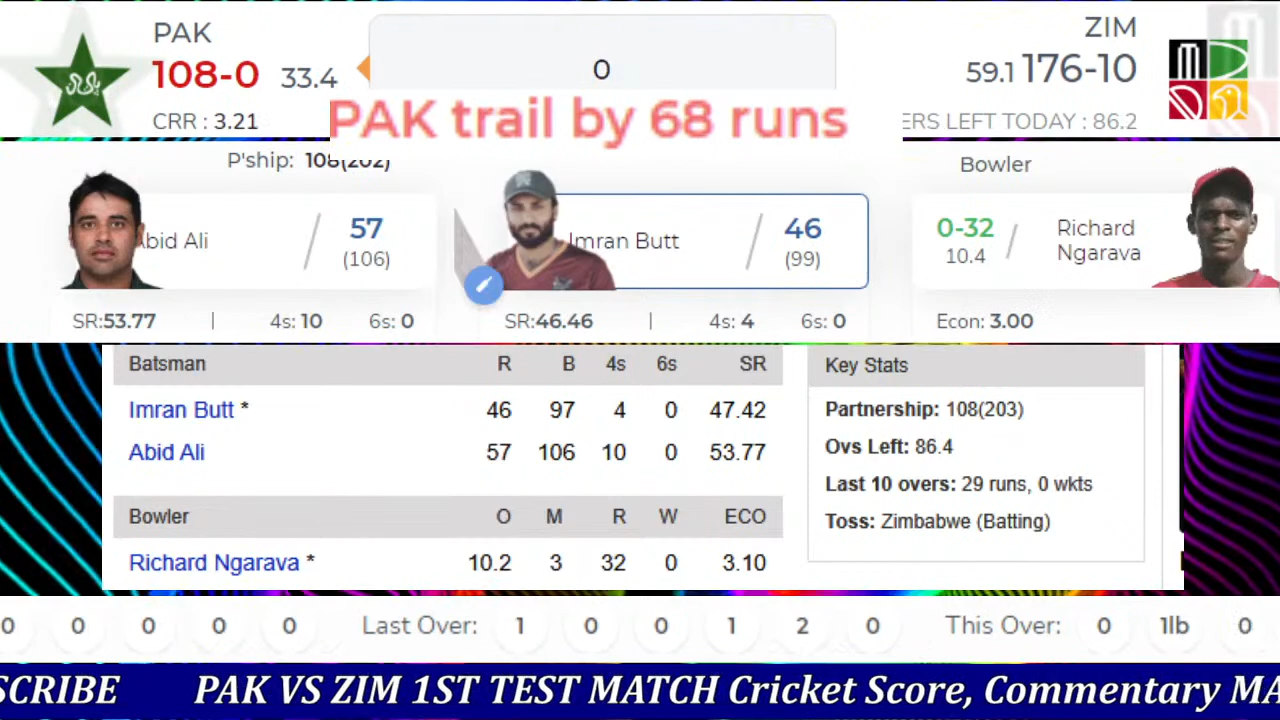 PAK
108-0 33.4
CRR : 3.21
0
PAK trail by 68 runs
ZIM
59.1 176-10
ERS LEFT TODAY : 86.2
P'ship: 108(202)
Bowler
Abid Ali 57 (106)
Imran Butt 46 (99)
0-32 10.4 Richard Ngarava
SR:53.77 | 4s: 10 6s: 0
SR:46.46 | 4s: 4 6s: 0
Econ: 3.00
Batsman R B 4s 6s SR
Imran Butt * 46 97 4 0 47.42
Abid Ali 57 106 10 0 53.77
Bowler O M R W ECO
Richard Ngarava * 10.2 3 32 0 3.10
Key Stats
Partnership: 108(203)
Ovs Left: 86.4
Last 10 overs: 29 runs, 0 wkts
Toss: Zimbabwe (Batting)
0 0 0 0 0 Last Over: 1 0 0 1 2 0 This Over: 0 1lb 0
SCRIBE PAK VS ZIM 1ST TEST MATCH Cricket Score, Commentary MA